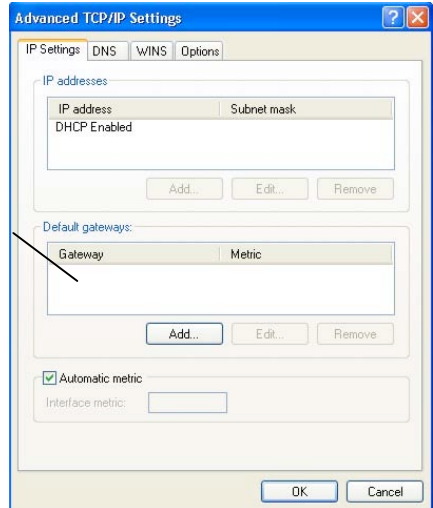 Advanced TCP/IP Settings
IP Settings DNS WINS Options
IP addresses
IP address Subnet mask
DHCP Enabled
Add... Edit... Remove
Default gateways:
Gateway Metric
Add... Edit... Remove
Automatic metric
Interface metric:
OK Cancel